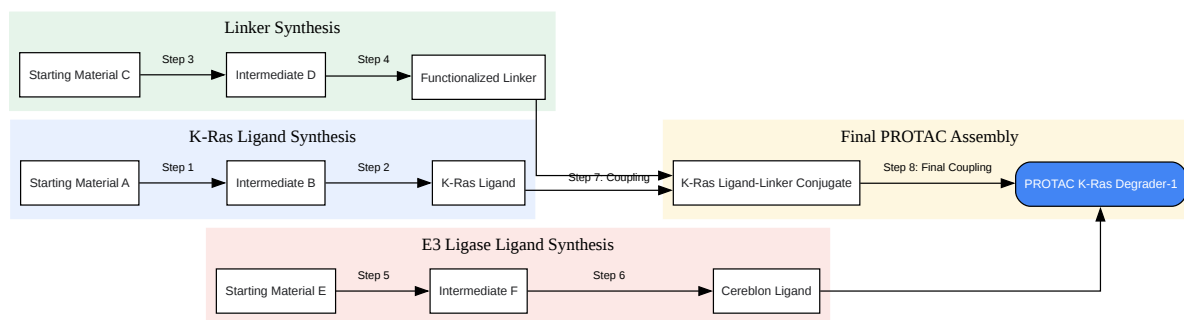 Linker Synthesis
Starting Material C
Step 3
Intermediate D
Step 4
Functionalized Linker
K-Ras Ligand Synthesis
Starting Material A
Step 1
Intermediate B
Step 2
K-Ras Ligand
Step 7: Coupling
Final PROTAC Assembly
K-Ras Ligand-Linker Conjugate
Step 8: Final Coupling
PROTAC K-Ras Degrader-1
E3 Ligase Ligand Synthesis
Starting Material E
Step 5
Intermediate F
Step 6
Cereblon Ligand